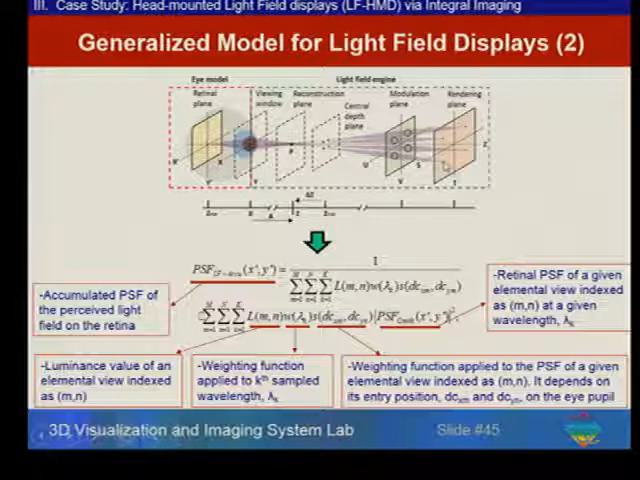 III. Case Study: Head-mounted Light Field displays (LF-HMD) via Integral Imaging
Generalized Model for Light Field Displays (2)
Eye model
Light field engine
Retinal
plane
Viewing
window
Reconstruction
plane
Central
depth
plane
Modulation
plane
Rendering
plane
-Accumulated PSF of
the perceived light
field on the retina
-Retinal PSF of a given
elemental view indexed
as (m,n) at a given
wavelength, λk
-Luminance value of an
elemental view indexed
as (m,n)
-Weighting function
applied to kth sampled
wavelength, λk
-Weighting function applied to the PSF of a given
elemental view indexed as (m,n). It depends on
its entry position, dcxm and dcyn, on the eye pupil
3D Visualization and Imaging System Lab
Slide #45